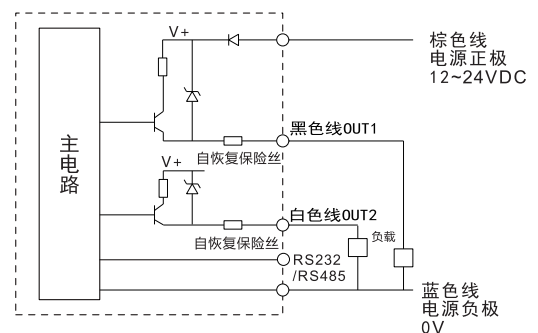 V+
棕色线
电源正极
12~24VDC
主电路
黑色线OUT1
自恢复保险丝
V+
白色线OUT2
负载
自恢复保险丝
RS232
/RS485
蓝色线
电源负极
0V